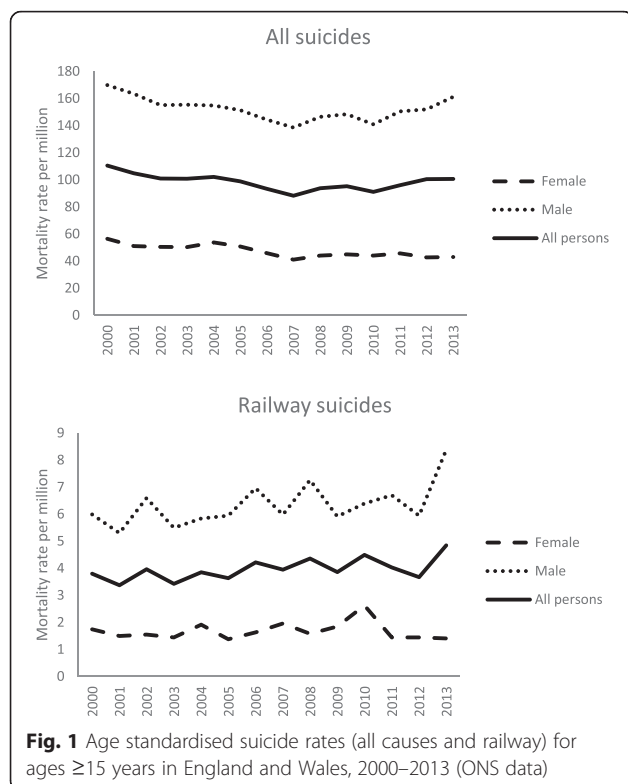 All suicides
180
160
140
120
100
80
60
40
20
0
Mortality rate per million
2000 2001 2002 2003 2004 2005 2006 2007 2008 2009 2010 2011 2012 2013
Female
Male
All persons
Railway suicides
9
8
7
6
5
4
3
2
1
0
Mortality rate per million
2000 2001 2002 2003 2004 2005 2006 2007 2008 2009 2010 2011 2012 2013
Female
Male
All persons
Fig. 1 Age standardised suicide rates (all causes and railway) for
ages ≥15 years in England and Wales, 2000–2013 (ONS data)